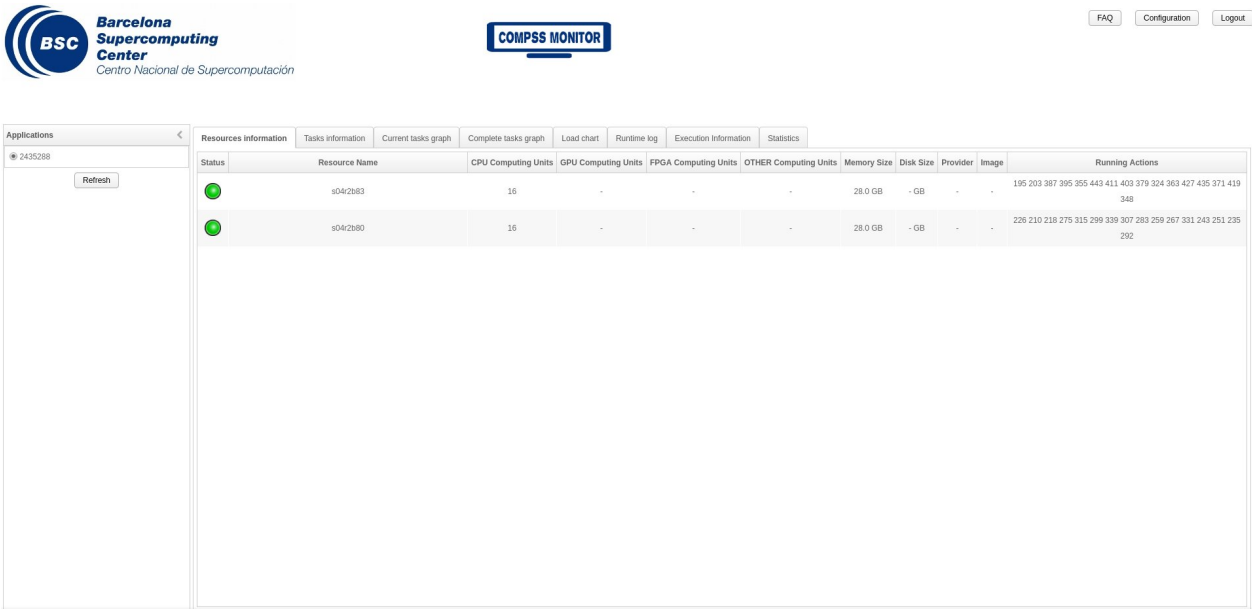 BSC
Barcelona
Supercomputing
Center
Centro Nacional de Supercomputación
COMPSS MONITOR
FAQ Configuration Logout
Applications
2435288
Refresh
Resources information Tasks information Current tasks graph Complete tasks graph Load chart Runtime log Execution Information Statistics
Status Resource Name CPU Computing Units GPU Computing Units FPGA Computing Units OTHER Computing Units Memory Size Disk Size Provider Image Running Actions
s04r2b83 16 - - - 28.0 GB - GB - - 195 203 387 395 355 443 411 403 379 324 363 427 435 371 419
348
s04r2b80 16 - - - 28.0 GB - GB - - 226 210 218 275 315 299 339 307 283 259 267 331 243 251 235
292